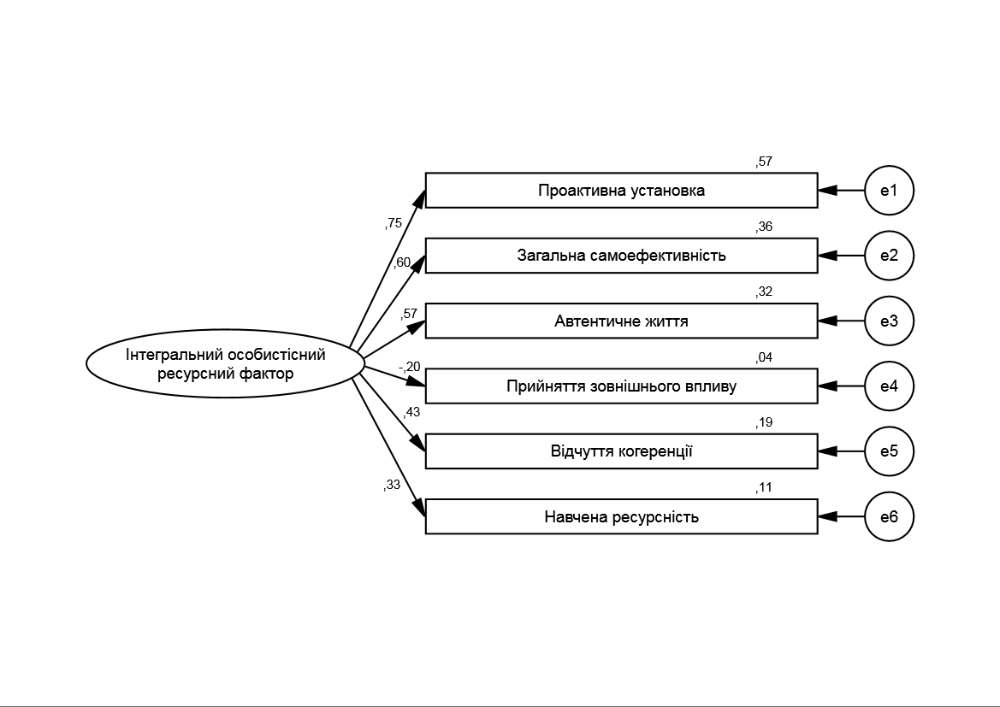 ,57
Проактивна установка
e1
,75
,36
Загальна самоефективність
e2
,60
,32
Автентичне життя
e3
,57
Інтегральний особистісний
ресурсний фактор
,04
Прийняття зовнішнього впливу
e4
-,20
,19
Відчуття когеренції
e5
,43
,11
Навчена ресурсність
e6
,33